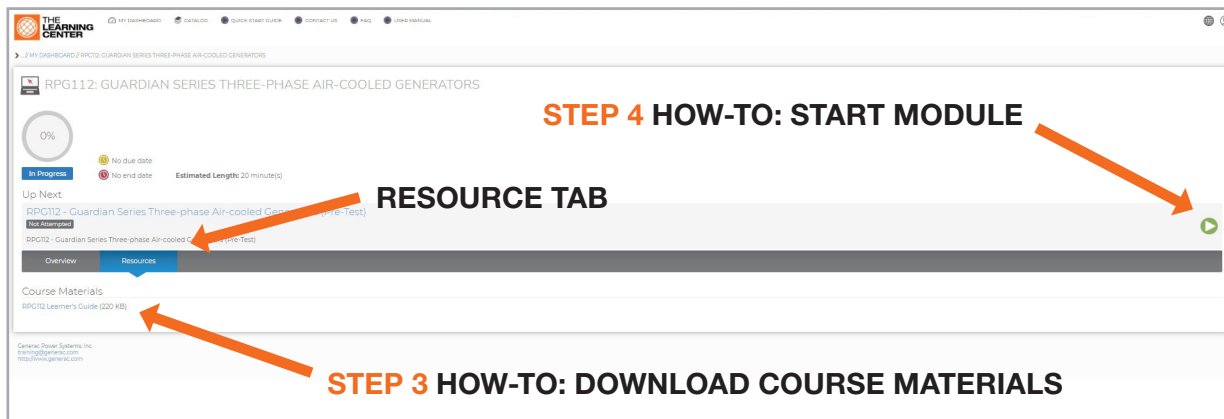 THE LEARNING CENTER
MY DASHBOARD CATALOG QUICK START GUIDE CONTACT US FAQ USER MANUAL
> ... // MY DASHBOARD // RPG112: GUARDIAN SERIES THREE-PHASE AIR-COOLED GENERATORS
RPG112: GUARDIAN SERIES THREE-PHASE AIR-COOLED GENERATORS
STEP 4 HOW-TO: START MODULE
0%
No due date
In Progress No end date Estimated Length: 20 minute(s)
RESOURCE TAB
Up Next
RPG112 - Guardian Series Three-phase Air-cooled (Pre-Test)
Not Attempted
RPG112 - Guardian Series Three-phase Air-cooled (Pre-Test)
Overview Resources
Course Materials
RPG112 Learner's Guide (220 KB)
Generac Power Systems, Inc.
training@generac.com
http://www.generac.com
STEP 3 HOW-TO: DOWNLOAD COURSE MATERIALS